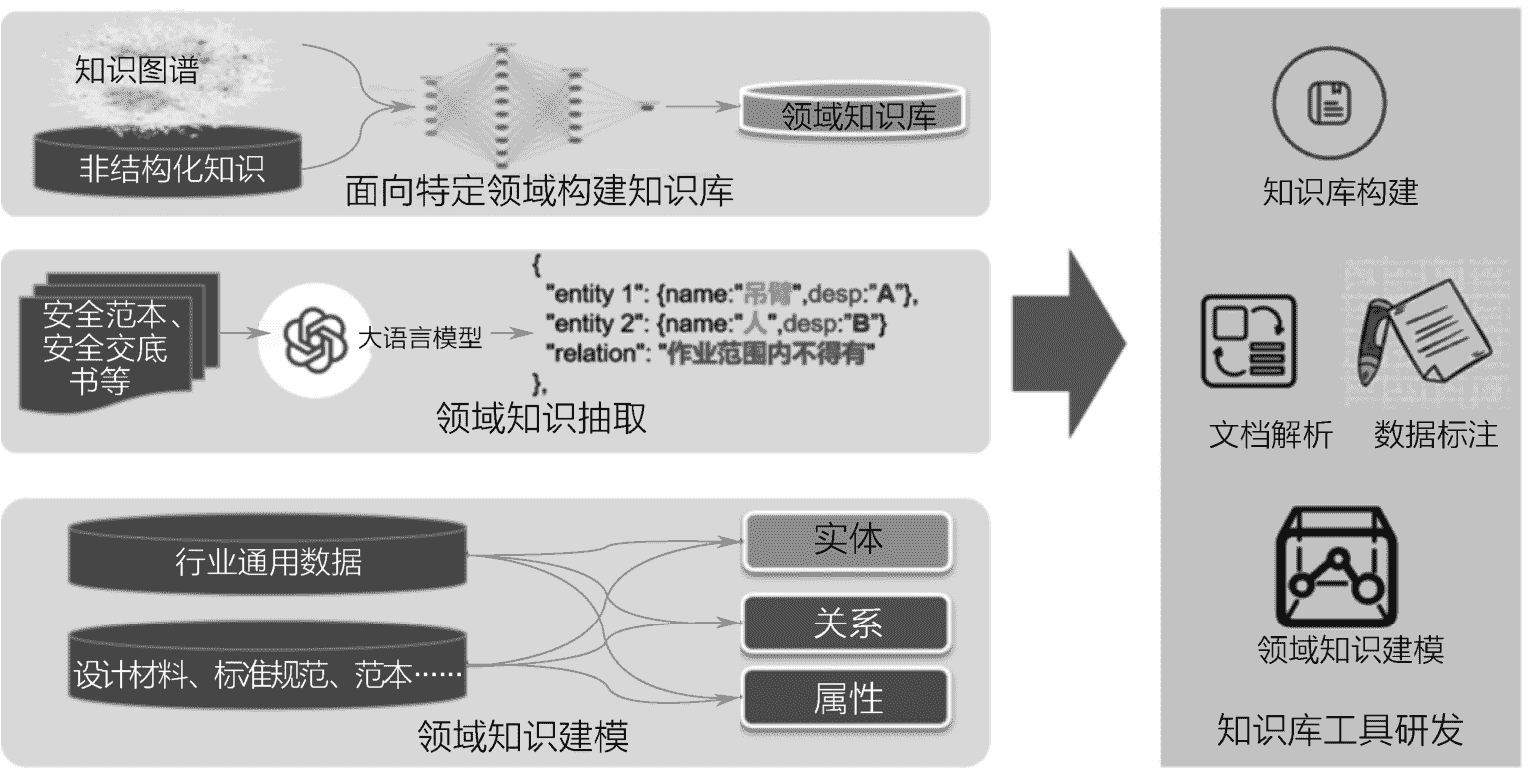 知识图谱
非结构化知识
领域知识库
面向特定领域构建知识库
安全范本、
安全交底
书等
大语言模型
{
"entity 1": {name:"吊臂",desp:"A"},
"entity 2": {name:"人",desp:"B"}
"relation": "作业范围内不得有"
},
领域知识抽取
行业通用数据
设计材料、标准规范、范本……
实体
关系
属性
领域知识建模
知识库构建
文档解析
数据标注
领域知识建模
知识库工具研发